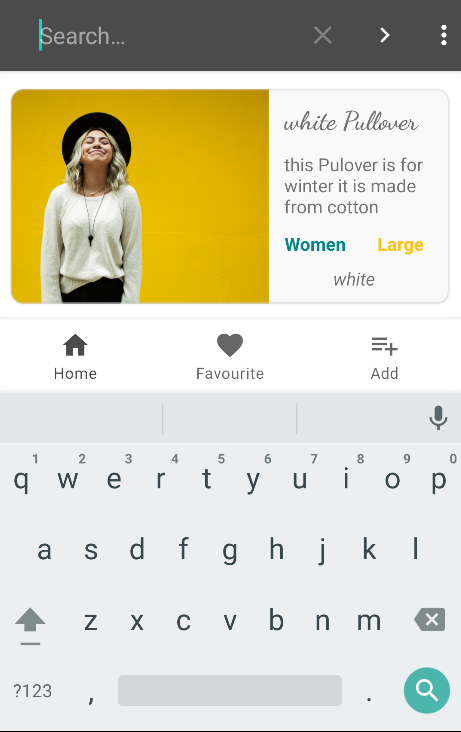 Search...
white Pullover
this Pulover is for
winter it is made
from cotton
Women Large
white
Home Favourite Add
1 2 3 4 5 6 7 8 9 0
q w e r t y u i o p
a s d f g h j k l
z x c v b n m
?123 , .